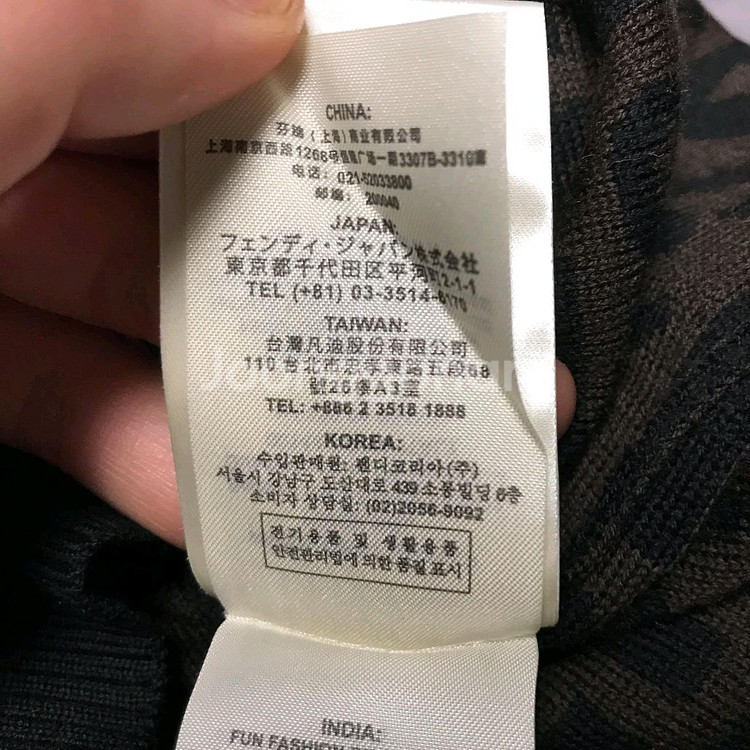 CHINA:
芬迪（上海）商业有限公司
上海南京西路1266号恒隆广场一期3307B-3310室
电话：021-52033800
邮编：200040
JAPAN:
フェンディ・ジャパン株式会社
東京都千代田区平河町2-1-1
TEL (+81) 03-3514-6170
TAIWAN:
台灣凡迪股份有限公司
110 台北市忠孝東路五段68
號26樓A3室
TEL: +886 2 3518 1888
KOREA:
수입판매원: 펜디코리아(주)
서울시 강남구 도산대로 439 소봉빌딩 6층
소비자 상담실: (02)2056-9092
전기용품 및 생활용품
안전관리법에 의한 품질 표시
INDIA:
FUN FASHION